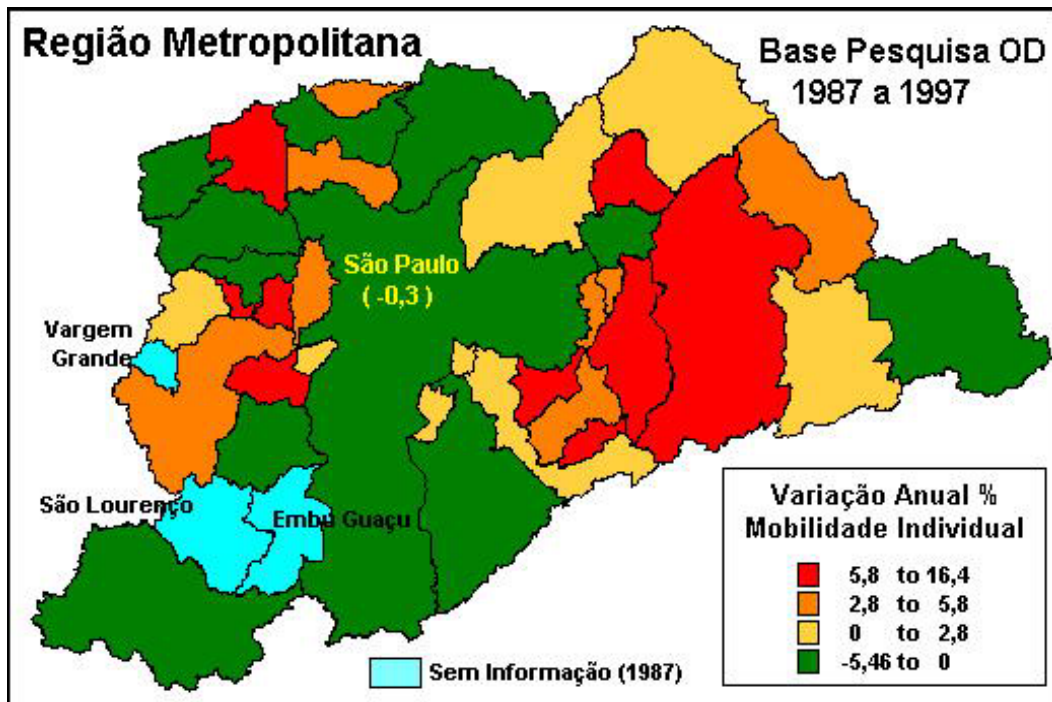 Região Metropolitana
Base Pesquisa OD
1987 a 1997
São Paulo
( -0,3 )
Vargem
Grande
São Lourenço
Embu Guaçu
Variação Anual %
Mobilidade Individual
5,8 to 16,4
2,8 to 5,8
0 to 2,8
-5,46 to 0
Sem Informação (1987)